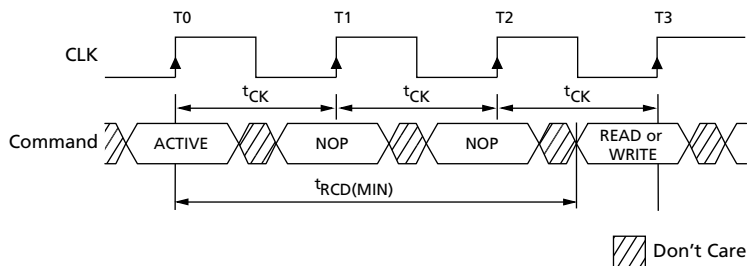 T0 T1 T2 T3
CLK
tCK tCK tCK
Command ACTIVE NOP NOP READ or
WRITE
tRCD(MIN)
Don't Care